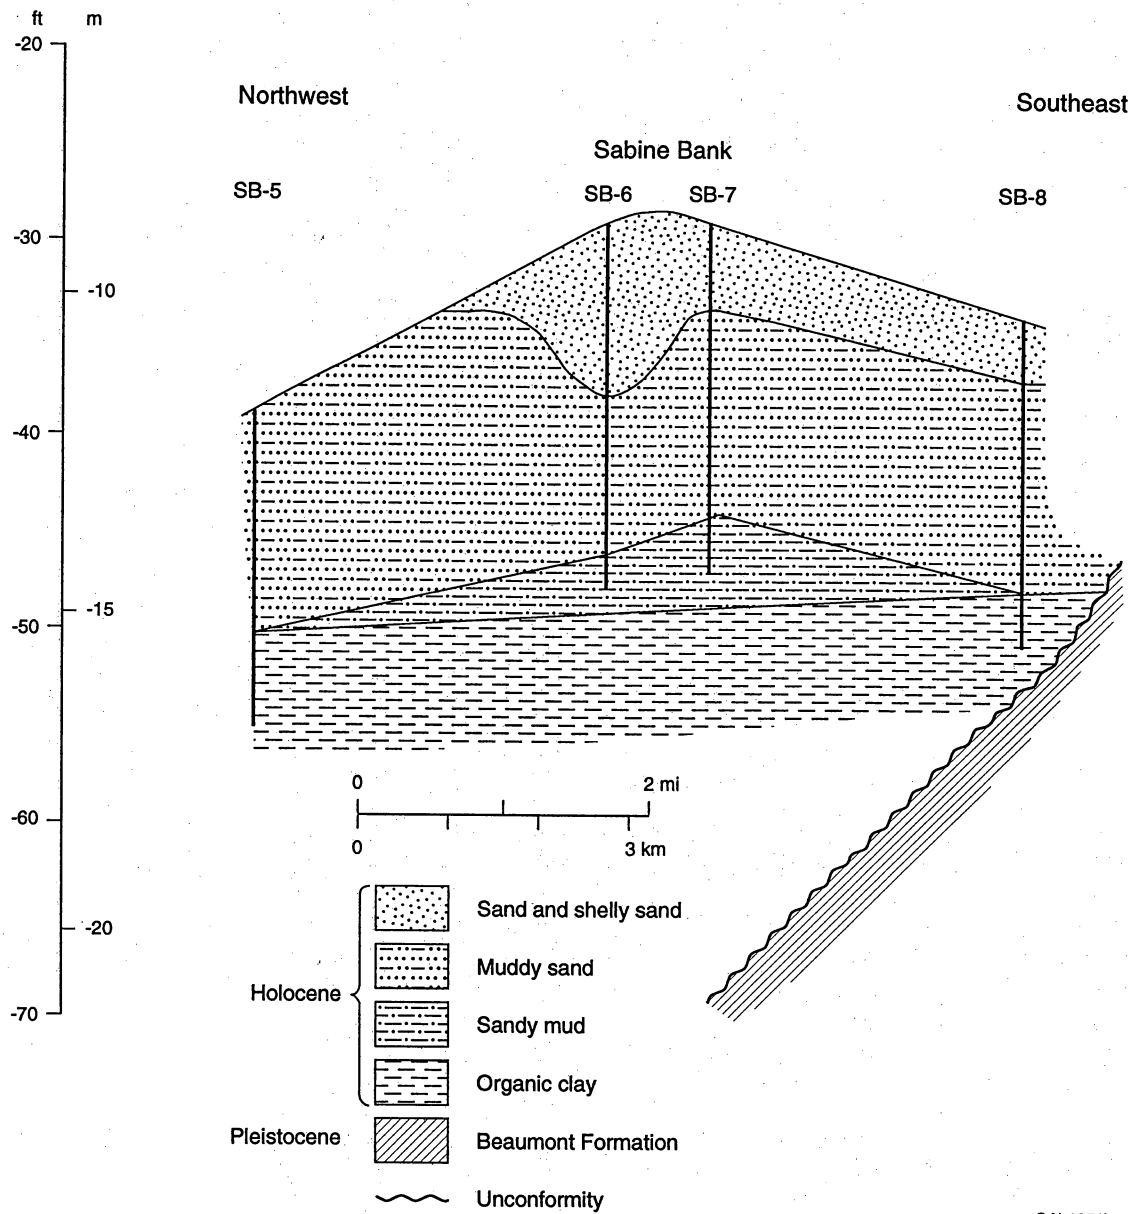 ft m
-20
Northwest
Southeast
Sabine Bank
SB-5
SB-6
SB-7
SB-8
-30
-10
-40
-15
-50
0 2 mi
0 3 km
-60
-20
-70
Holocene
Sand and shelly sand
Muddy sand
Sandy mud
Organic clay
Pleistocene
Beaumont Formation
Unconformity